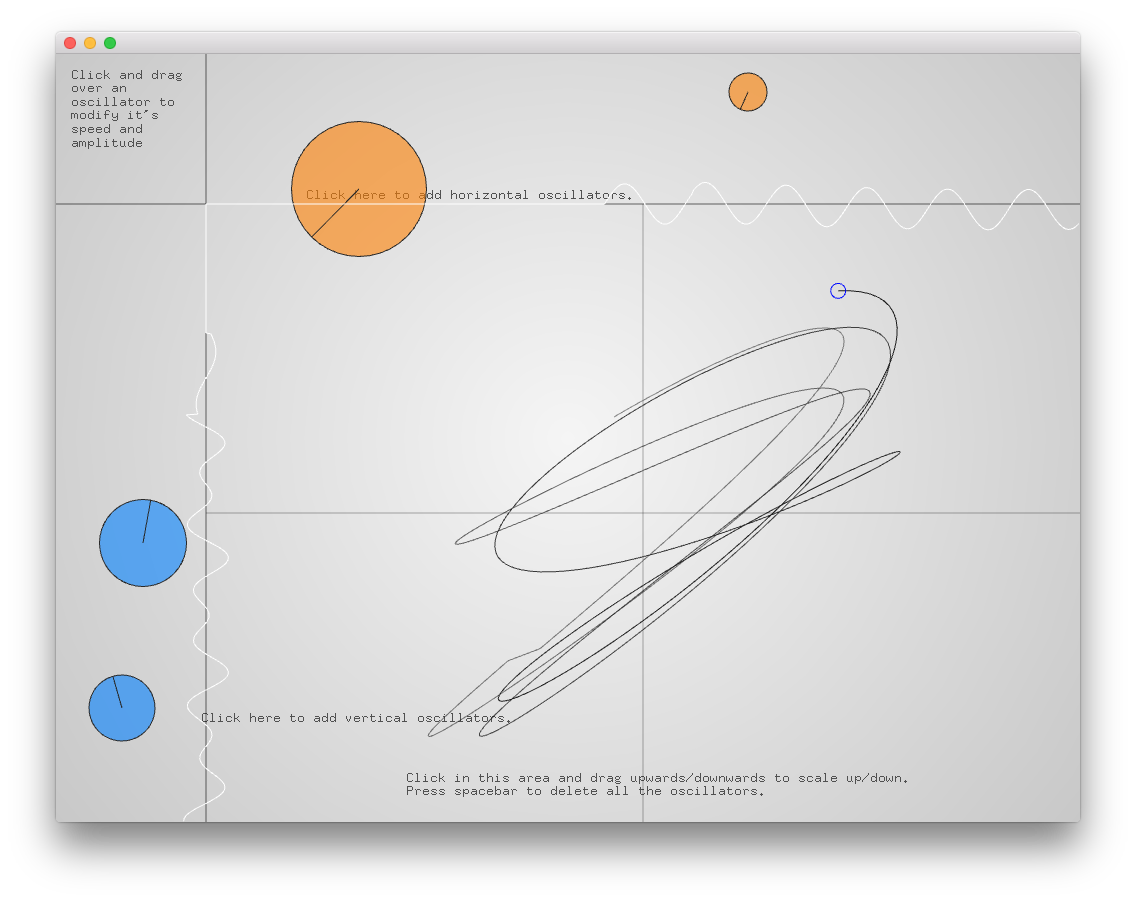 Click and drag
over an
oscillator to
modify it´s
speed and
amplitude
Click here to add horizontal oscillators.
Click here to add vertical oscillators.
Click in this area and drag upwards/downwards to scale up/down.
Press spacebar to delete all the oscillators.